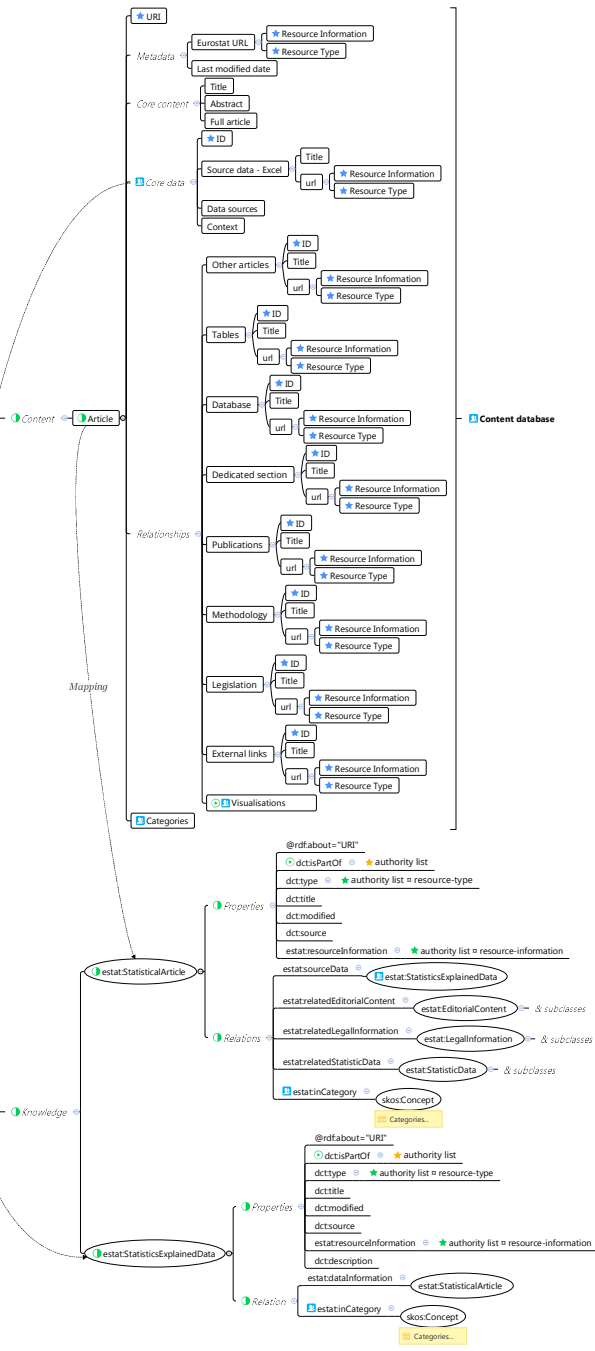 URI
Metadata
Eurostat URL
Resource Information
Resource Type
Last modified date
Core content
Title
Abstract
Full article
Core data
ID
Source data - Excel
Title
url
Resource Information
Resource Type
Data sources
Context
Content
Article
Relationships
Other articles
ID
Title
url
Resource Information
Resource Type
Tables
ID
Title
url
Resource Information
Resource Type
Database
ID
Title
url
Resource Information
Resource Type
Dedicated section
ID
Title
url
Resource Information
Resource Type
Publications
ID
Title
url
Resource Information
Resource Type
Methodology
ID
Title
url
Resource Information
Resource Type
Legislation
ID
Title
url
Resource Information
Resource Type
External links
ID
Title
url
Resource Information
Resource Type
Visualisations
Categories
Content database
Mapping
Knowledge
estat:StatisticalArticle
Properties
@rdf:about="URI"
dct:isPartOf authority list
dct:type authority list ¤ resource-type
dct:title
dct:modified
dct:source
estat:resourceInformation authority list ¤ resource-information
Relations
estat:sourceData estat:StatisticsExplainedData
estat:relatedEditorialContent estat:EditorialContent & subclasses
estat:relatedLegalInformation estat:LegalInformation & subclasses
estat:relatedStatisticData estat:StatisticData & subclasses
estat:inCategory skos:Concept
Categories...
estat:StatisticsExplainedData
Properties
@rdf:about="URI"
dct:isPartOf authority list
dct:type authority list ¤ resource-type
dct:title
dct:modified
dct:source
estat:resourceInformation authority list ¤ resource-information
dct:description
Relation
estat:dataInformation estat:StatisticalArticle
estat:inCategory skos:Concept
Categories...